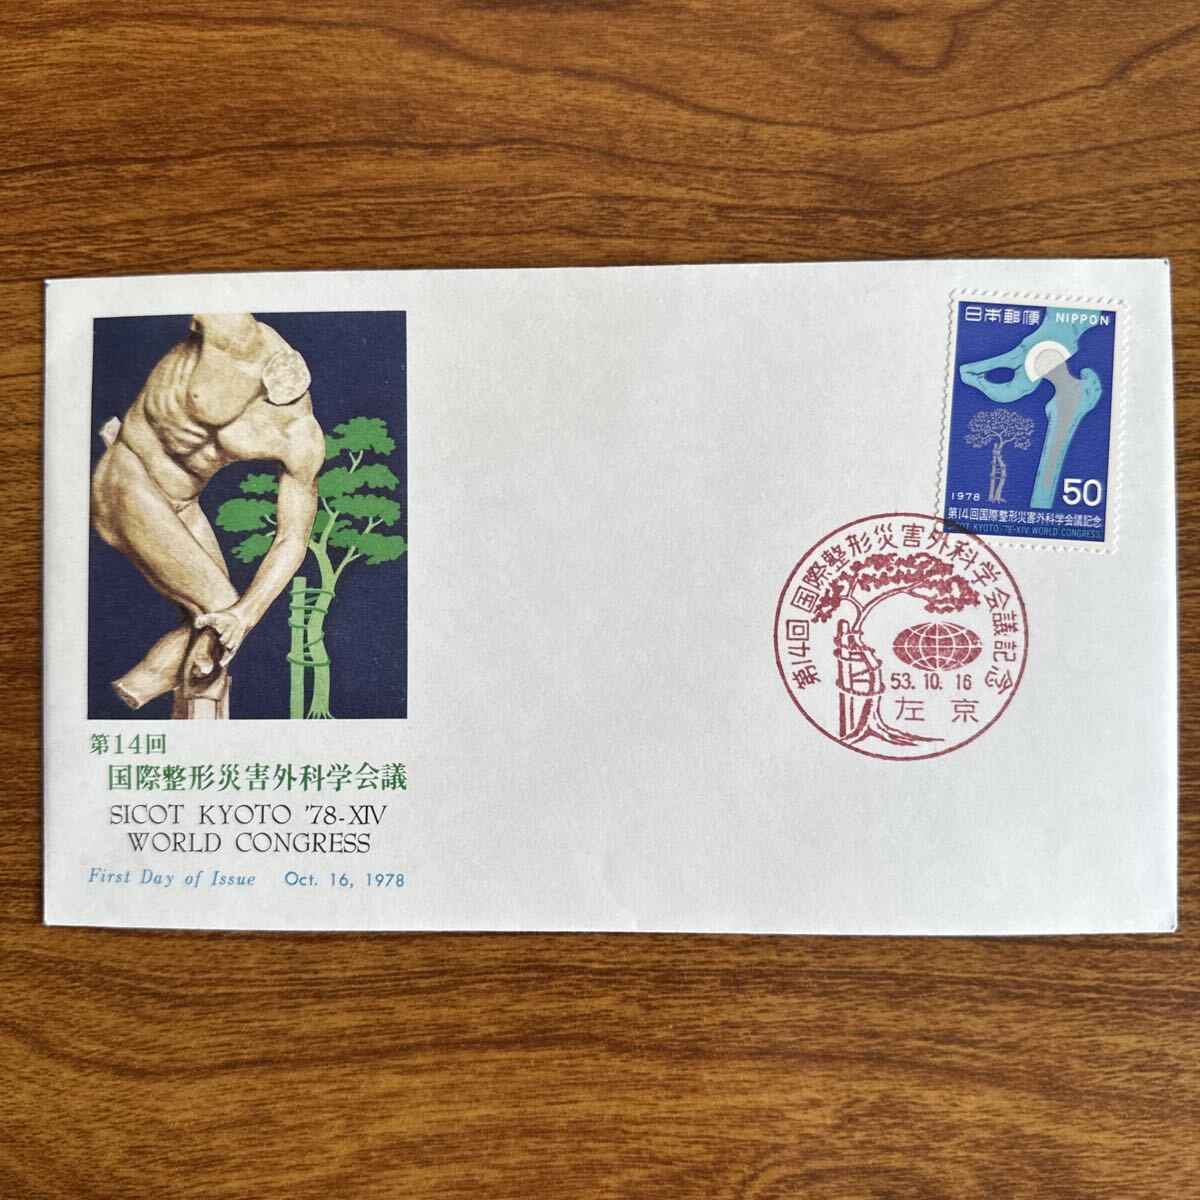 第14回
国際整形災害外科学会議
SICOT KYOTO '78-XIV
WORLD CONGRESS
First Day of Issue Oct. 16, 1978
日本郵便 NIPPON
1978 50
第14回国際整形災害外科学会議記念
SICOT KYOTO '78-XIV WORLD CONGRESS
第14回国際整形災害外科学会議記念
53.10.16
左京